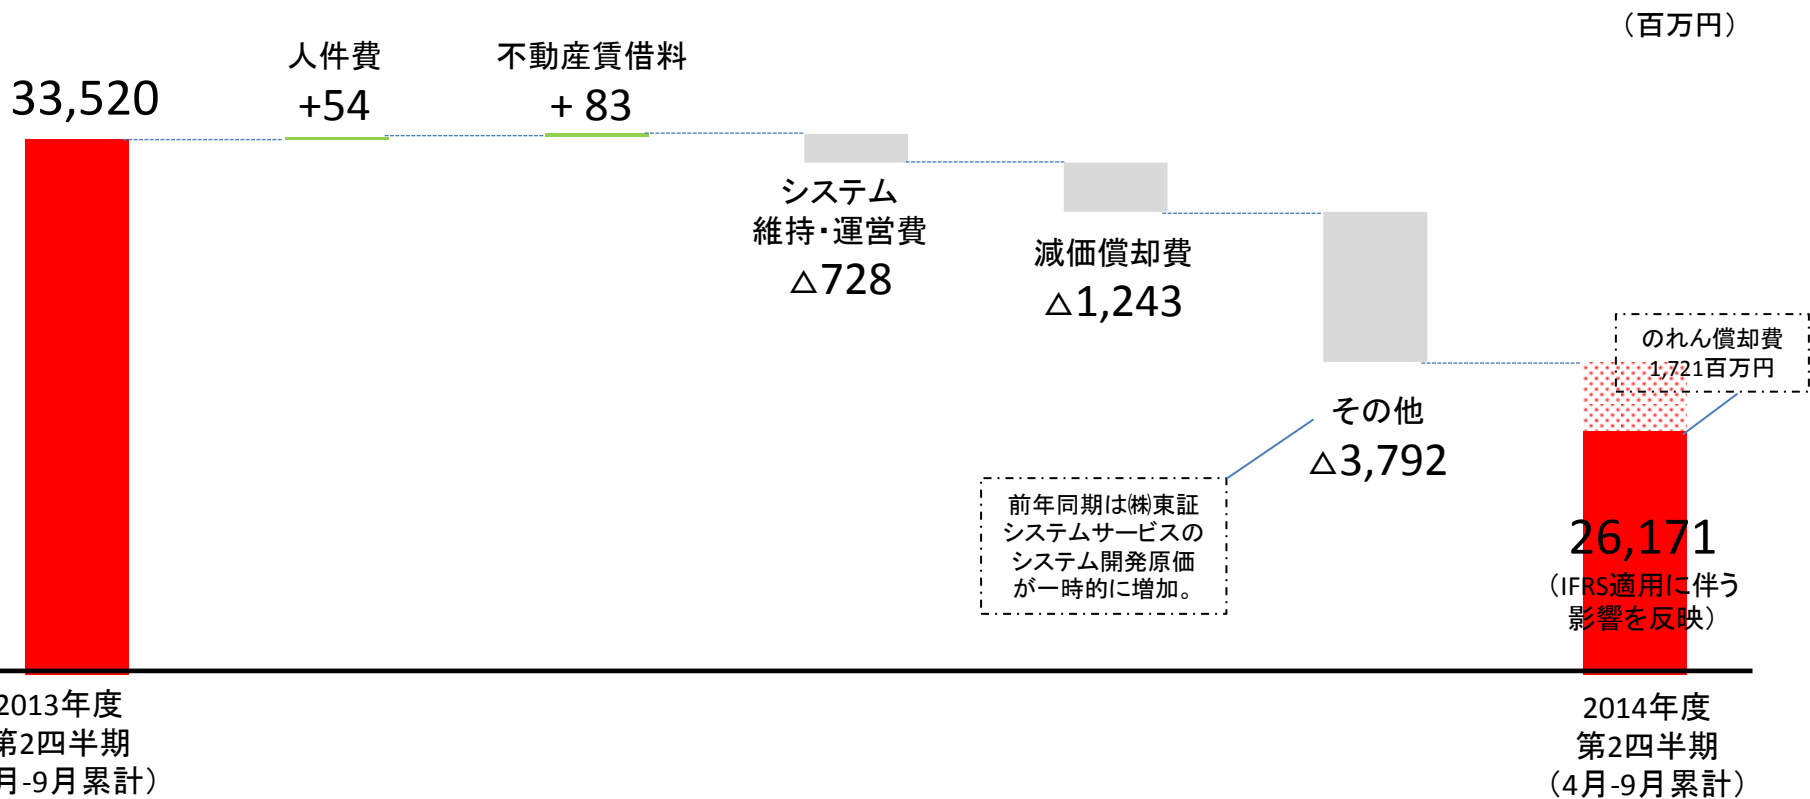 （百万円）
33,520
人件費
+54
不動産賃借料
+ 83
システム
維持・運営費
△728
減価償却費
△1,243
その他
△3,792
前年同期は㈱東証
システムサービスの
システム開発原価
が一時的に増加。
のれん償却費
1,721百万円
26,171
（IFRS適用に伴う
影響を反映）
2013年度
第2四半期
月-9月累計）
2014年度
第2四半期
（4月-9月累計）